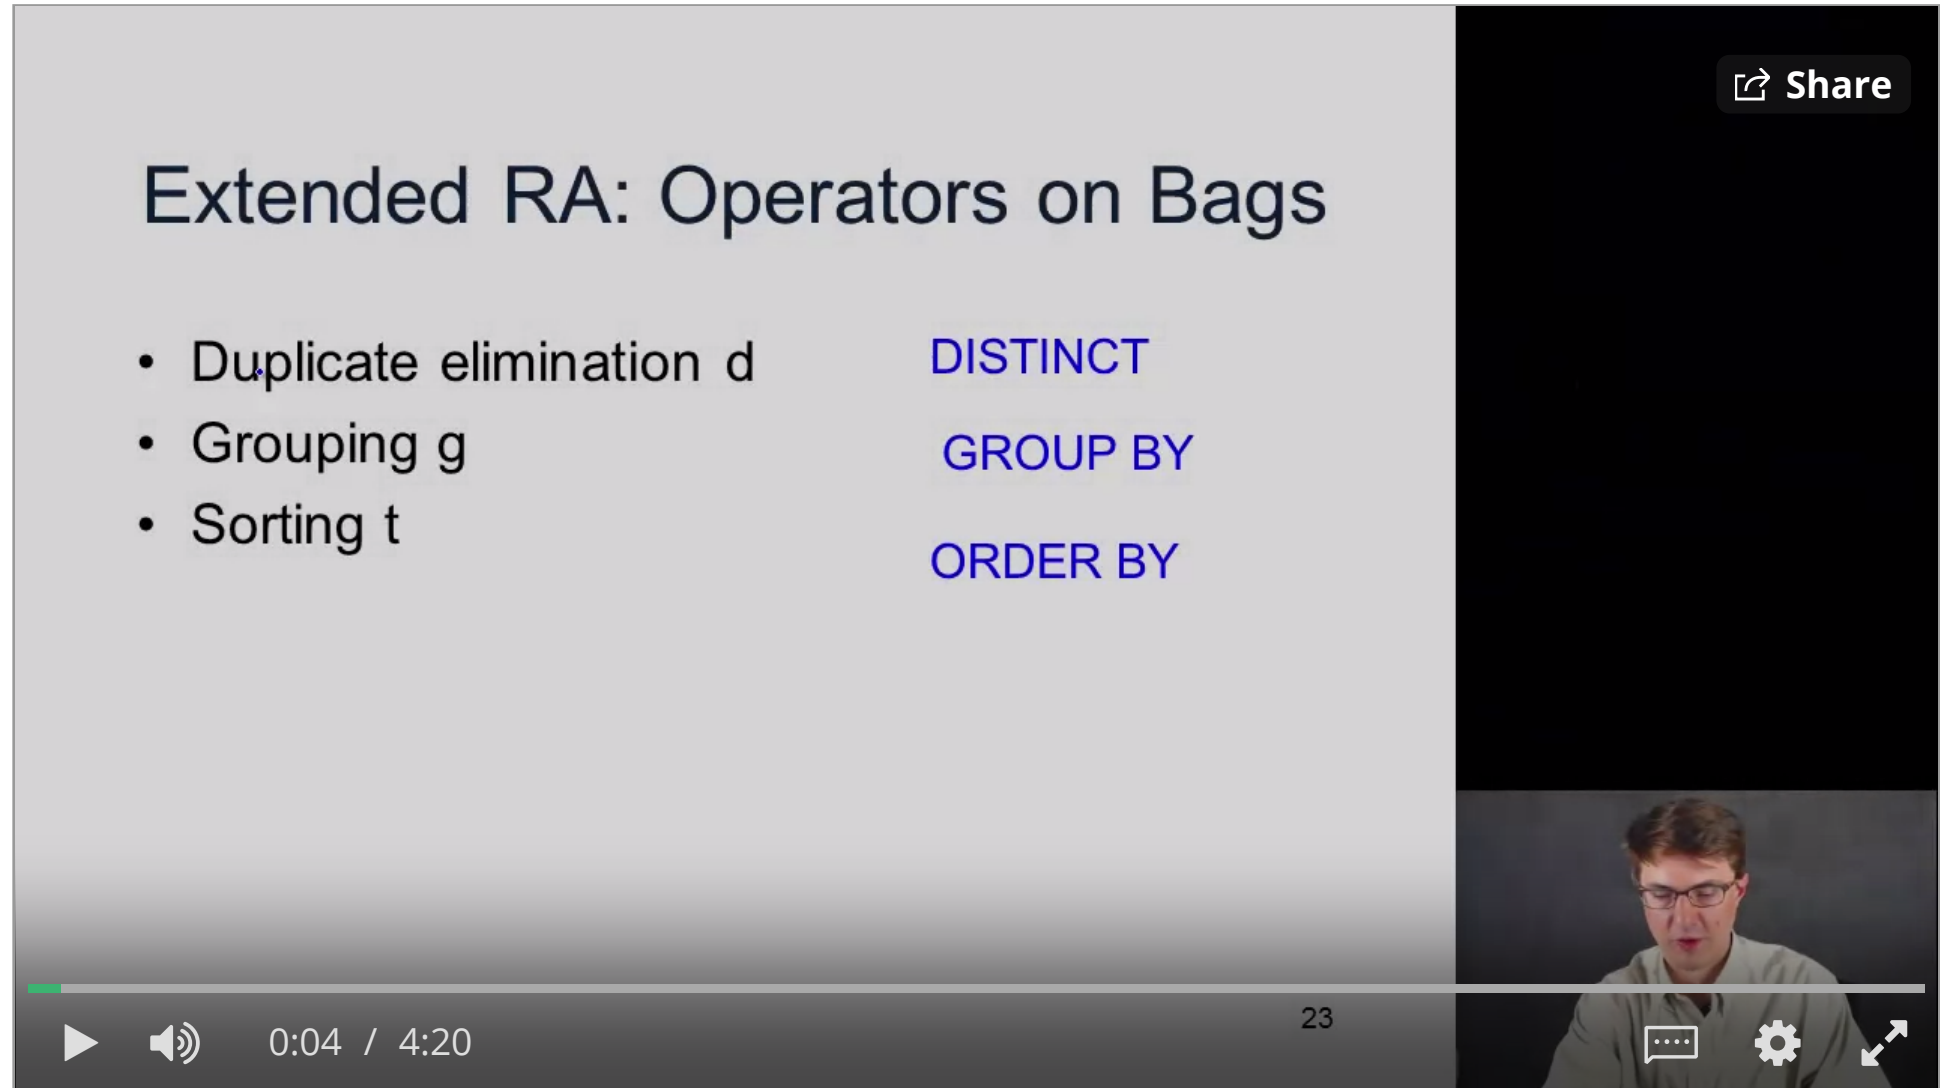 Share
Extended RA: Operators on Bags
• Duplicate elimination d
DISTINCT
• Grouping g
GROUP BY
• Sorting t
ORDER BY
23
0:04 / 4:20